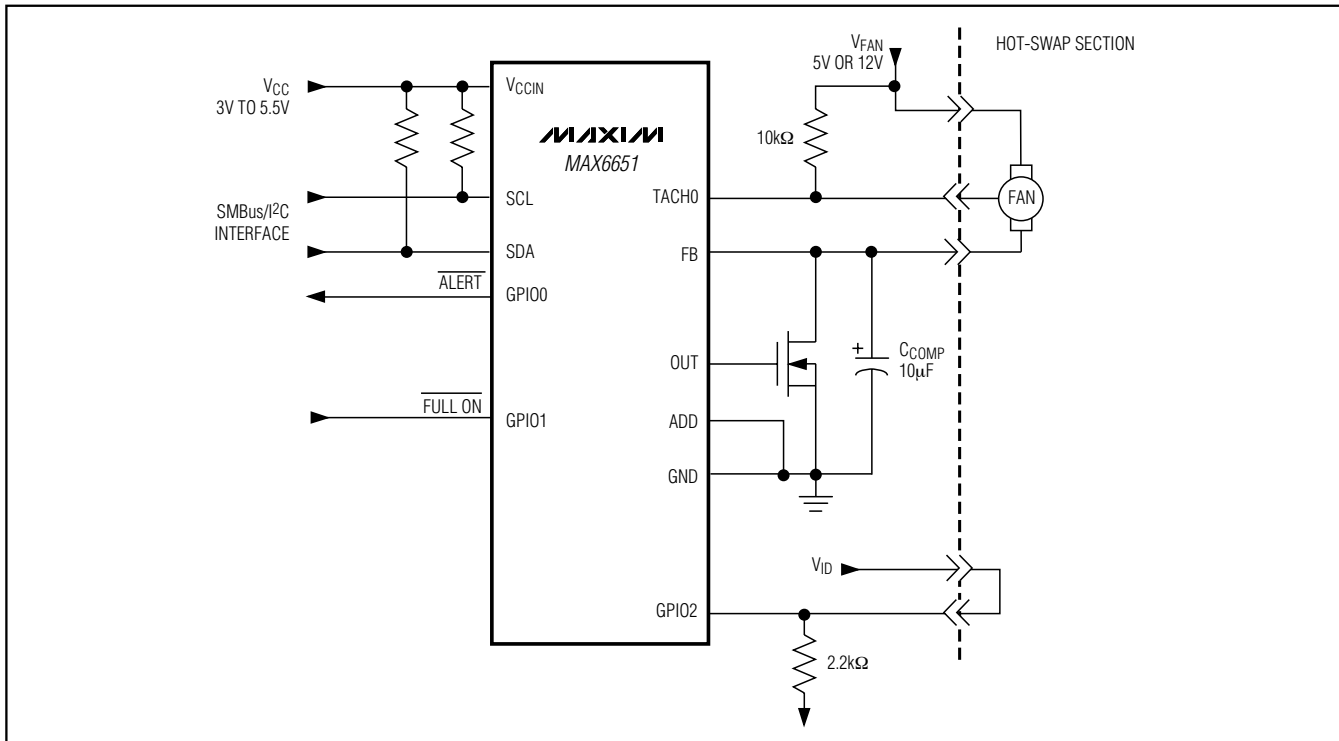 HOT-SWAP SECTION
VFAN
5V OR 12V
VCC
3V TO 5.5V
VCCIN
MAXIM
MAX6651
10kΩ
SCL
TACH0
FAN
SMBus/I2C
INTERFACE
SDA
FB
ALERT
GPIO0
OUT
+
CCOMP
10μF
FULL ON
GPIO1
ADD
GND
VID
GPIO2
2.2kΩ